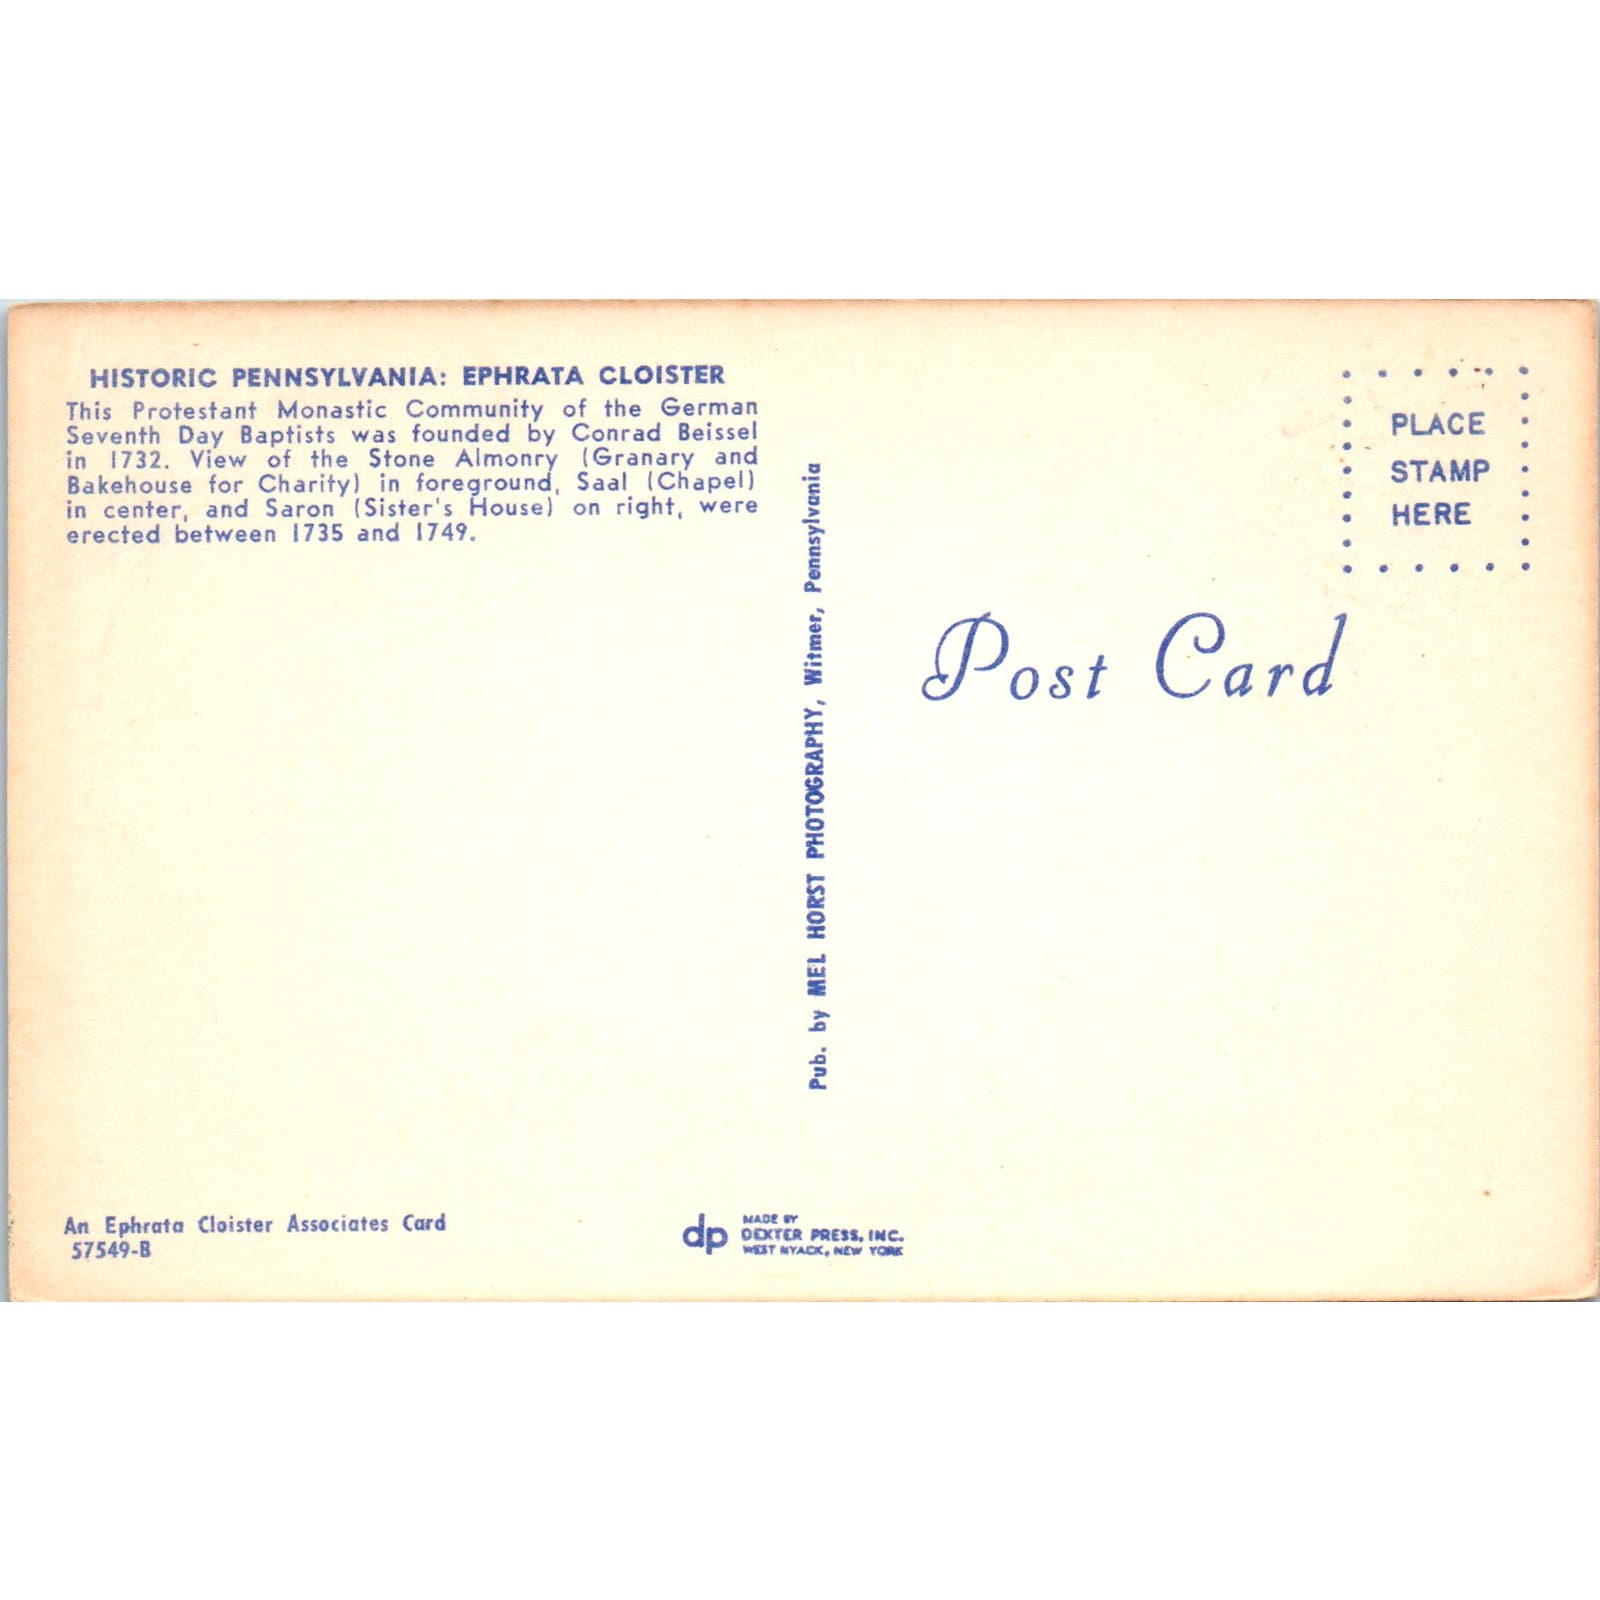 HISTORIC PENNSYLVANIA: EPHRATA CLOISTER
This Protestant Monastic Community of the German
Seventh Day Baptists was founded by Conrad Beissel
in 1732. View of the Stone Almonry (Granary and
Bakehouse for Charity) in foreground, Saal (Chapel)
in center, and Saron (Sister's House) on right, were
erected between 1735 and 1749.
An Ephrata Cloister Associates Card
57549-B
Pub. by MEL HORST PHOTOGRAPHY, Witmer, Pennsylvania
dp
MADE BY
DEXTER PRESS, INC.
WEST NYACK, NEW YORK
PLACE
STAMP
HERE
Post Card